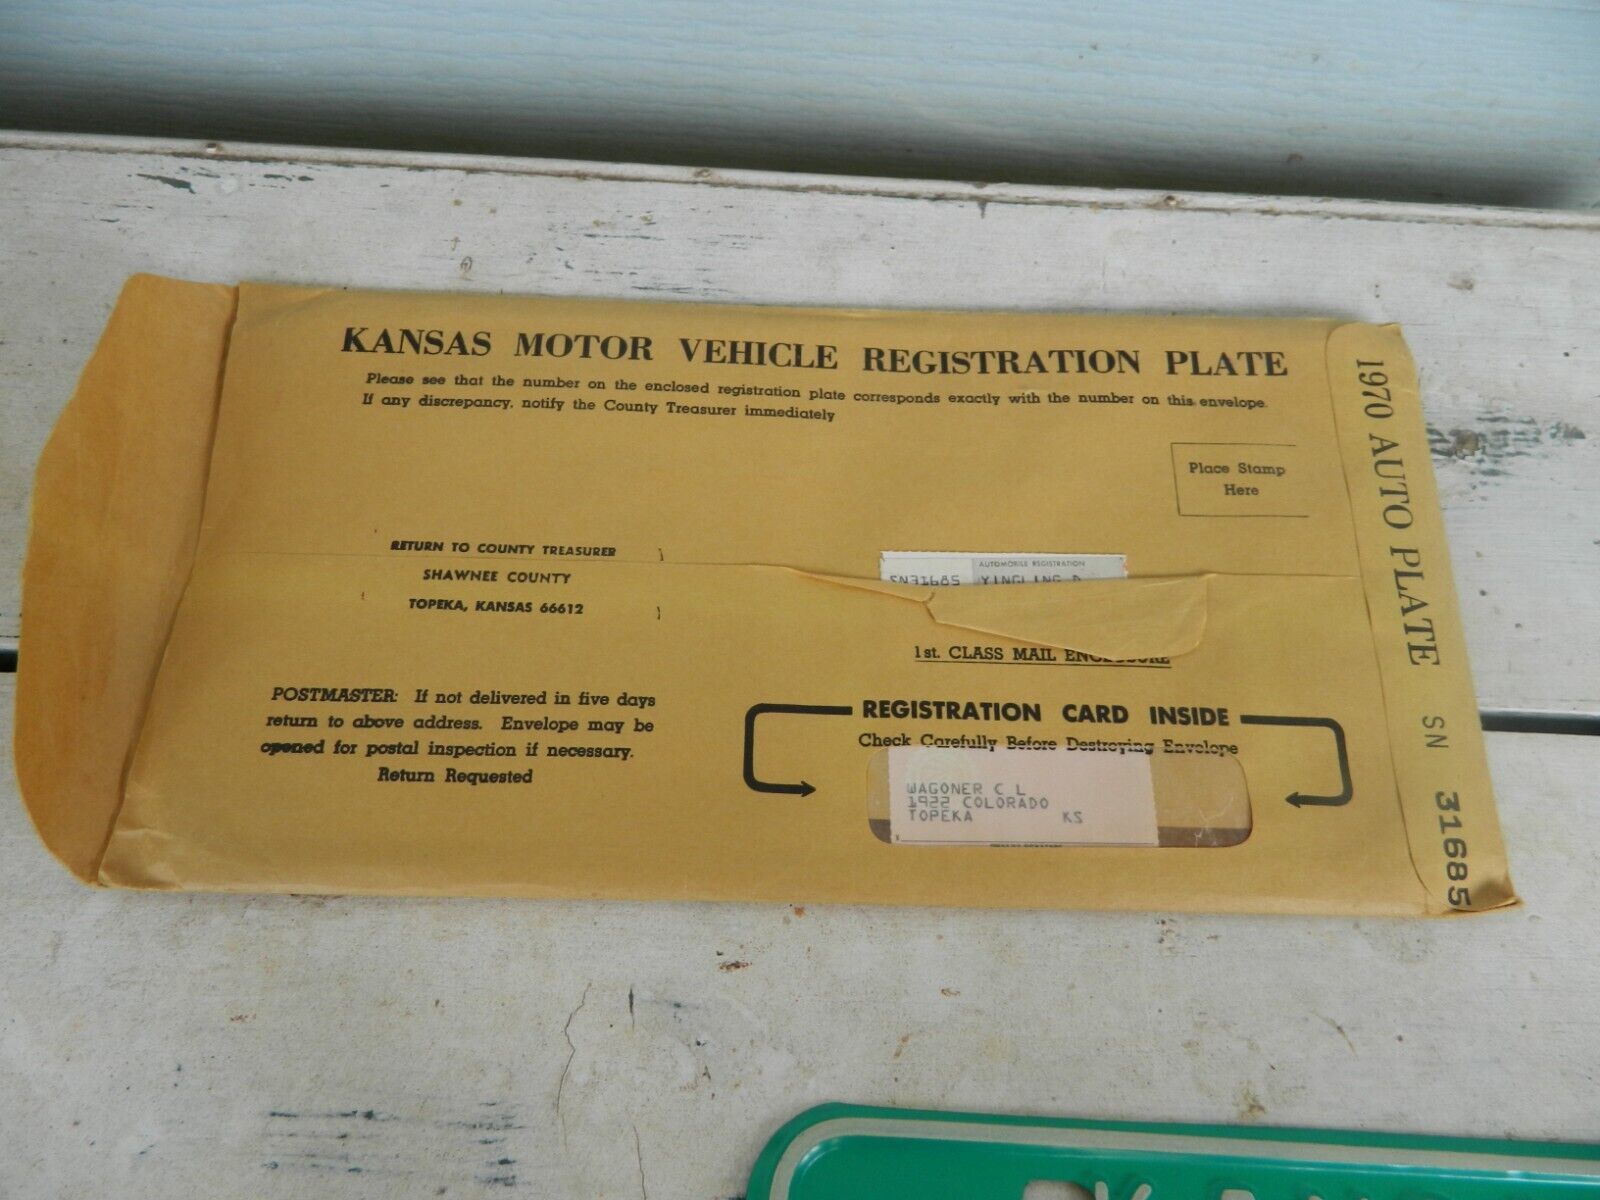 KANSAS MOTOR VEHICLE REGISTRATION PLATE
Please see that the number on the enclosed registration plate corresponds exactly with the number on this envelope.
If any discrepancy, notify the County Treasurer immediately
Place Stamp
Here
RETURN TO COUNTY TREASURER
SHAWNEE COUNTY
TOPEKA, KANSAS 66612
AUTOMOBILE REGISTRATION
SN31685 YINGLING
1st. CLASS MAIL ENCLOSURE
POSTMASTER: If not delivered in five days
return to above address. Envelope may be
opened for postal inspection if necessary.
Return Requested
REGISTRATION CARD INSIDE
Check Carefully Before Destroying Envelope
WAGONER C L
1922 COLORADO
TOPEKA KS
1970 AUTO PLATE SN 31685